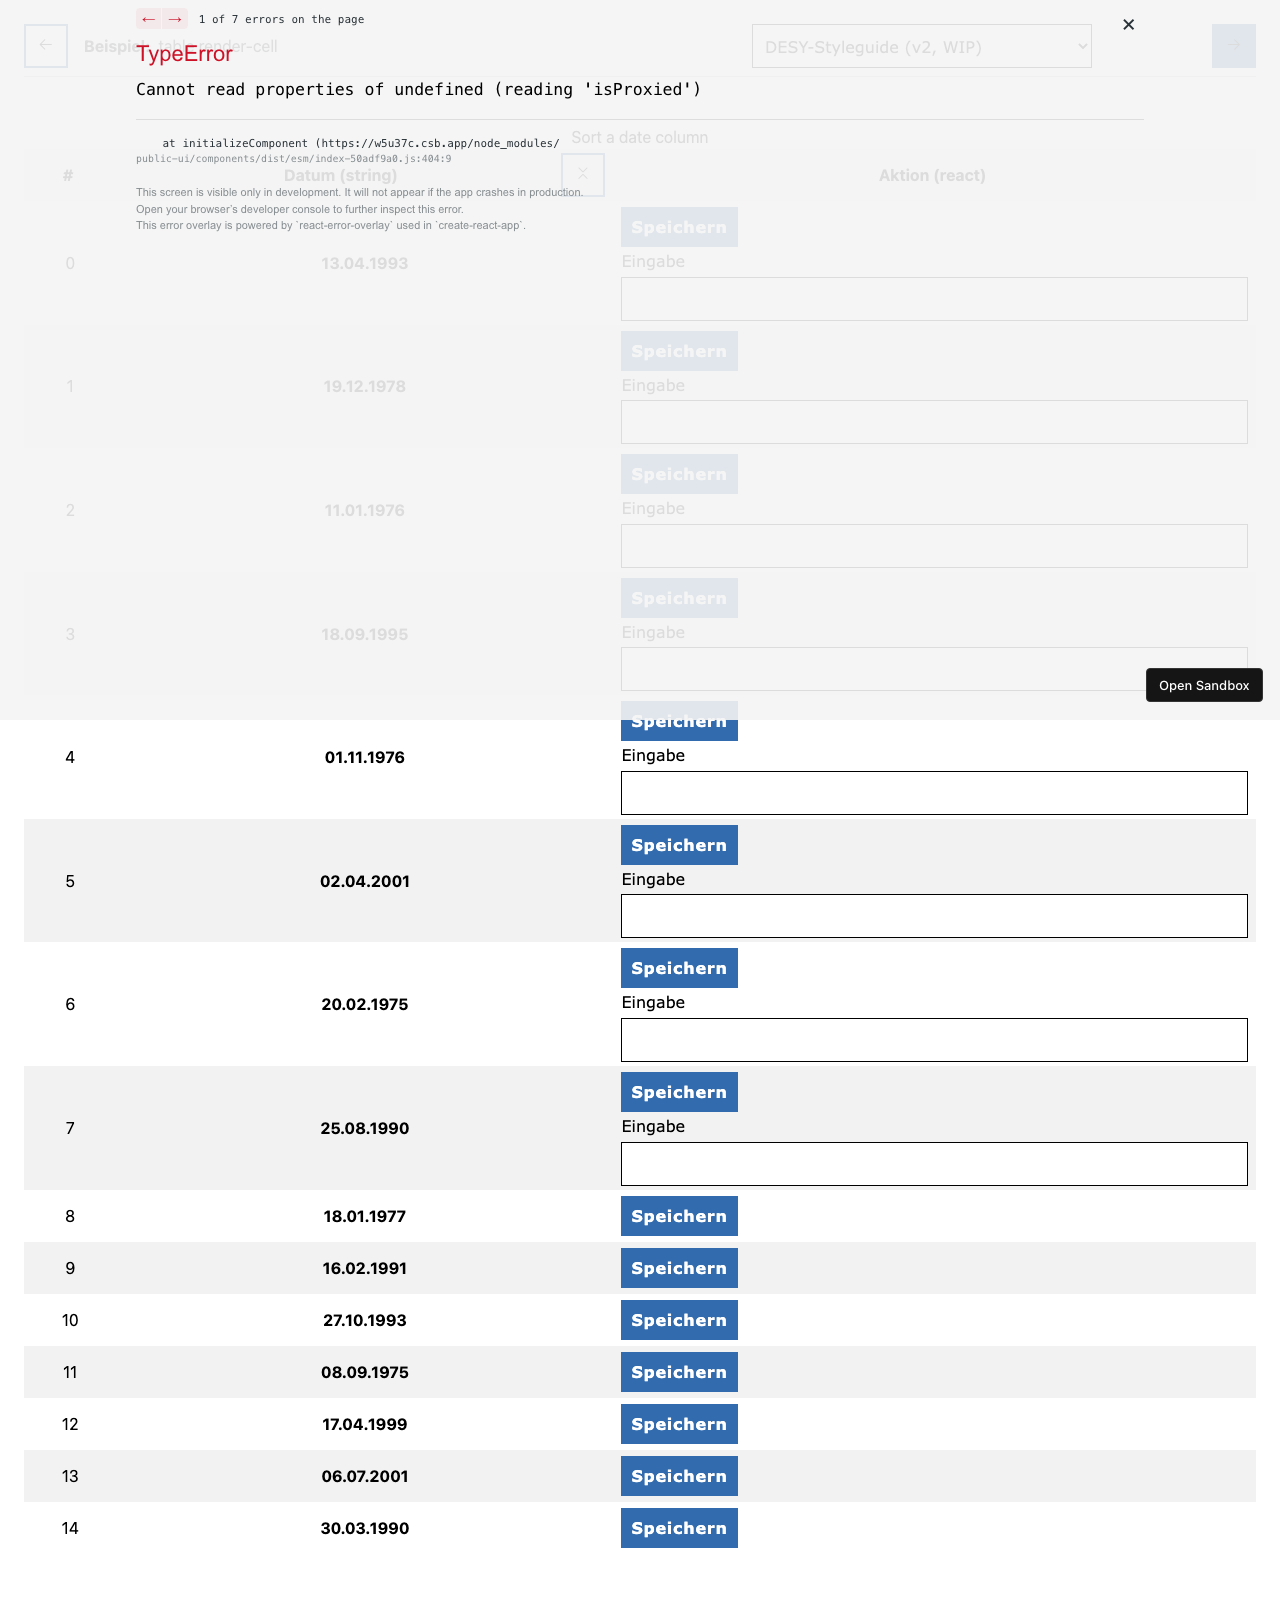 ← → 1 of 7 errors on the page
×
← Beispiel table render-cell DESY-Styleguide (v2, WIP) →
TypeError
Cannot read properties of undefined (reading 'isProxied')
Sort a date column
at initializeComponent (https://w5u37c.csb.app/node_modules/
public-ui/components/dist/esm/index-50adf9a0.js:404:9
# Datum (string) Aktion (react)
This screen is visible only in development. It will not appear if the app crashes in production.
Open your browser's developer console to further inspect this error.
This error overlay is powered by `react-error-overlay` used in `create-react-app`.
Speichern
0 13.04.1993 Eingabe
Speichern
1 19.12.1978 Eingabe
Speichern
2 11.01.1976 Eingabe
Speichern
3 18.09.1995 Eingabe
Open Sandbox
Speichern
4 01.11.1976 Eingabe
Speichern
5 02.04.2001 Eingabe
Speichern
6 20.02.1975 Eingabe
Speichern
7 25.08.1990 Eingabe
8 18.01.1977 Speichern
9 16.02.1991 Speichern
10 27.10.1993 Speichern
11 08.09.1975 Speichern
12 17.04.1999 Speichern
13 06.07.2001 Speichern
14 30.03.1990 Speichern